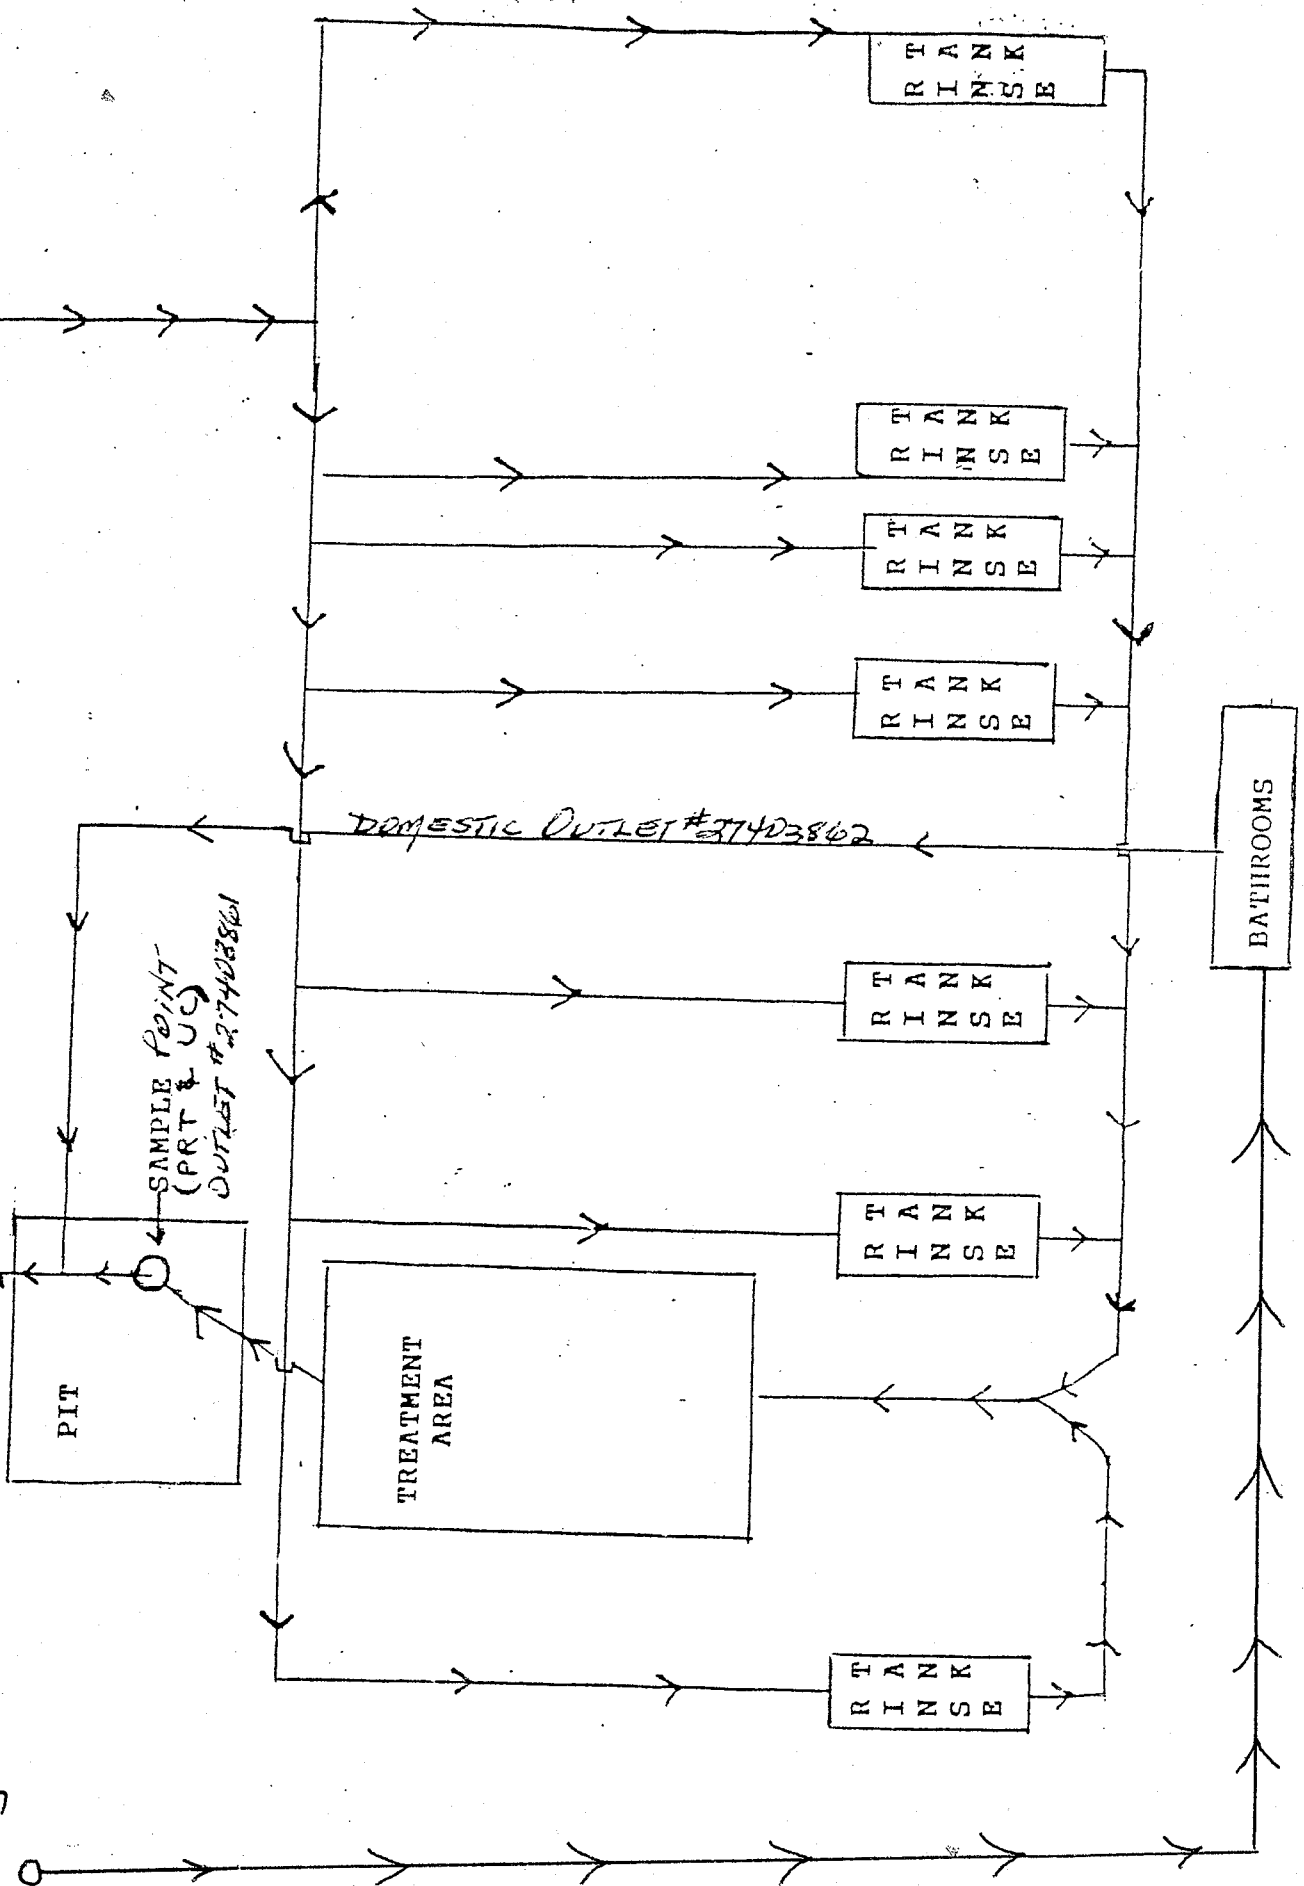 PIT
SAMPLE POINT
(PRT & UC)
OUTLET #27403861
TREATMENT
AREA
DOMESTIC OUTLET #27403862
RINSE
TANK
RINSE
TANK
RINSE
TANK
RINSE
TANK
RINSE
TANK
RINSE
TANK
RINSE
TANK
BATHROOMS